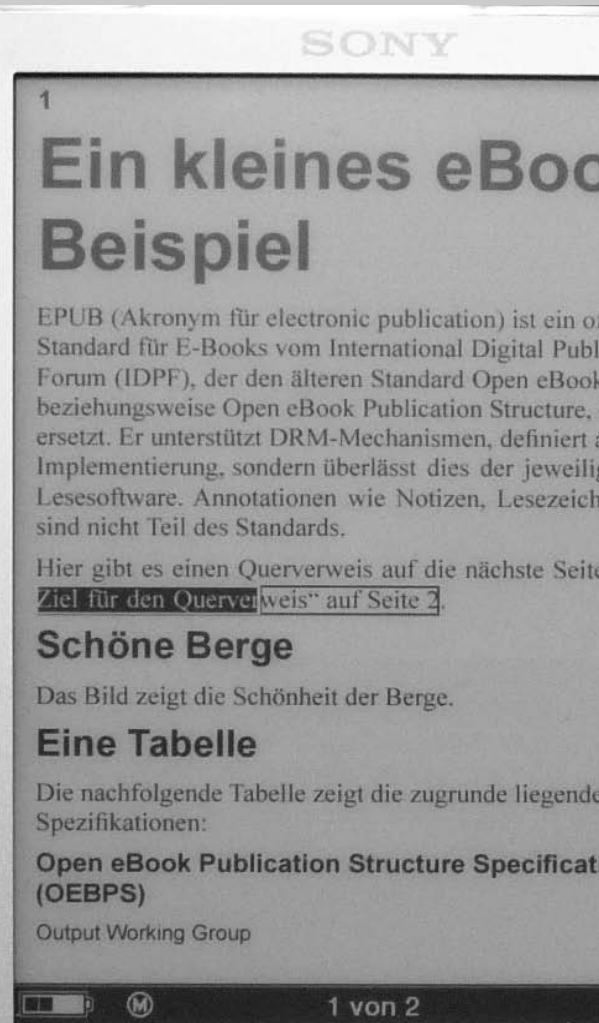 SONY
1
Ein kleines eBoo
Beispiel
EPUB (Akronym für electronic publication) ist ein o
Standard für E-Books vom International Digital Publ
Forum (IDPF), der den älteren Standard Open eBook
beziehungsweise Open eBook Publication Structure,
ersetzt. Er unterstützt DRM-Mechanismen, definiert a
Implementierung, sondern überlässt dies der jeweilig
Lesesoftware. Annotationen wie Notizen, Lesezeich
sind nicht Teil des Standards.
Hier gibt es einen Querverweis auf die nächste Seite
Ziel für den Querverweis“ auf Seite 2.
Schöne Berge
Das Bild zeigt die Schönheit der Berge.
Eine Tabelle
Die nachfolgende Tabelle zeigt die zugrunde liegende
Spezifikationen:
Open eBook Publication Structure Specificat
(OEBPS)
Output Working Group
M 1 von 2